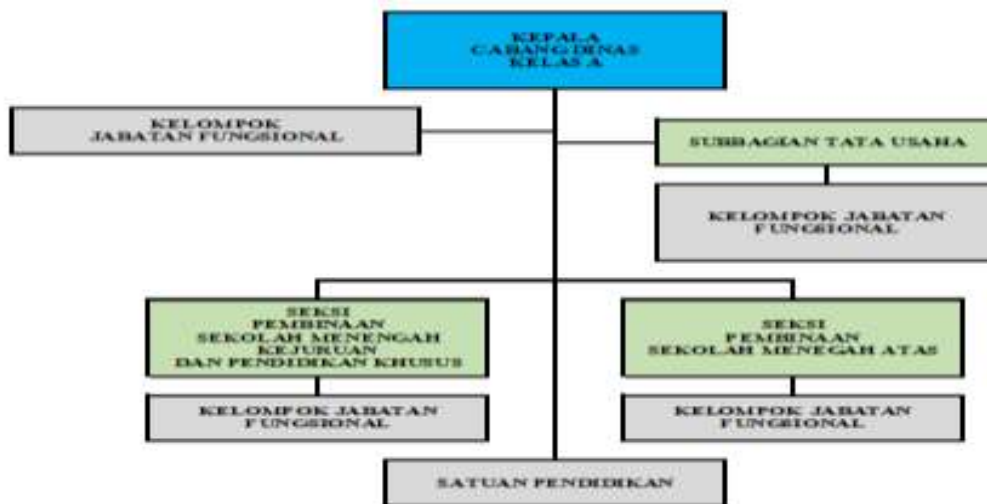 KEPALA
CABANG DINAS
KELAS A
KELOMPOK
JABATAN FUNGSIONAL
SUBBAGIAN TATA USAHA
KELOMPOK JABATAN
FUNGSIONAL
SEKSI
PEMBINAAN
SEKOLAH MENENGAH
KEJURUAN
DAN PENDIDIKAN KHUSUS
SEKSI
PEMBINAAN
SEKOLAH MENEGAH ATAS
KELOMPOK JABATAN
FUNGSIONAL
KELOMPOK JABATAN
FUNGSIONAL
SATUAN PENDIDIKAN